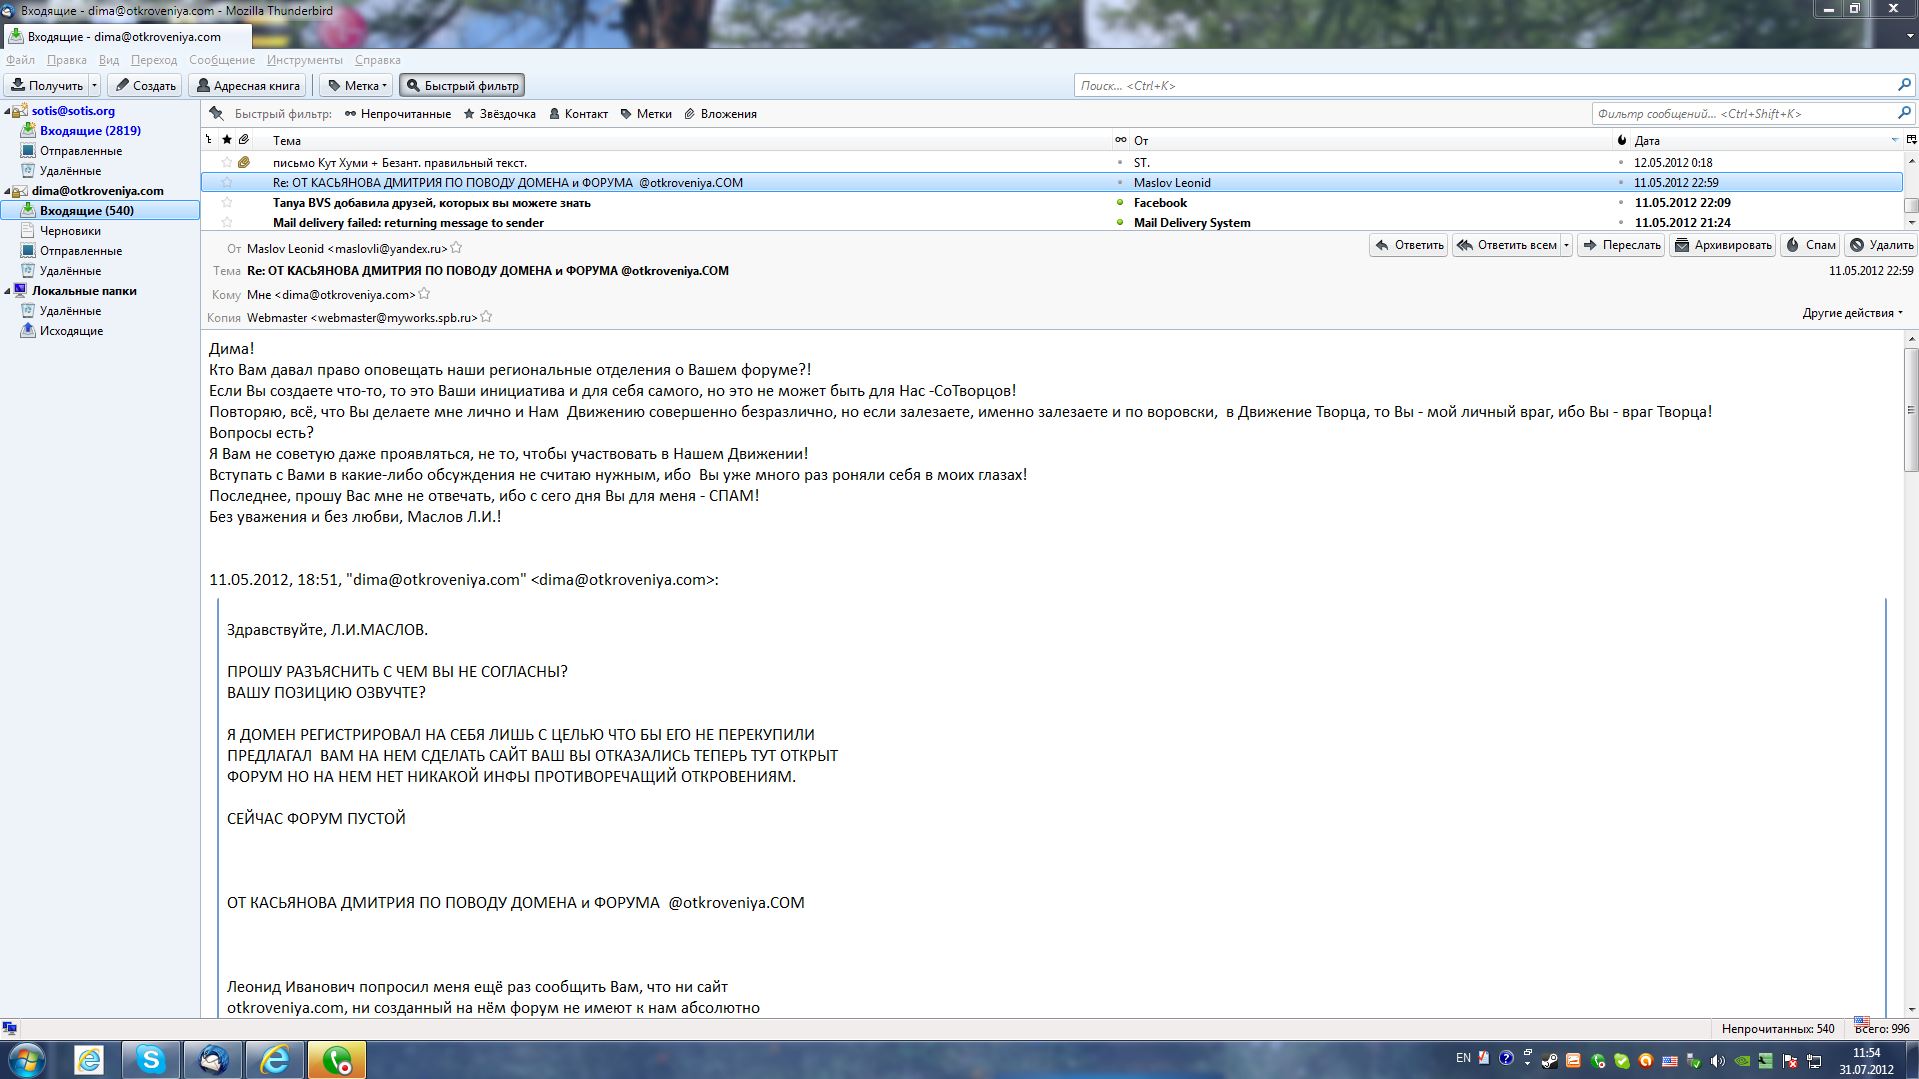 Входящие - dima@otkroveniya.com - Mozilla Thunderbird
Входящие - dima@otkroveniya.com
Файл Правка Вид Переход Сообщение Инструменты Справка
Получить Создать Адресная книга Метка Быстрый фильтр Поиск... <Ctrl+K>
sotis@sotis.org
Входящие (2819)
Отправленные
Удалённые
dima@otkroveniya.com
Входящие (540)
Черновики
Отправленные
Удалённые
Локальные папки
Удалённые
Исходящие
Быстрый фильтр: Непрочитанные Звёздочка Контакт Метки Вложения Фильтр сообщений... <Ctrl+Shift+K>
Тема От Дата
письмо Кут Хуми + Безант. правильный текст. ST. 12.05.2012 0:18
Re: ОТ КАСЬЯНОВА ДМИТРИЯ ПО ПОВОДУ ДОМЕНА и ФОРУМА @otkroveniya.COM Maslov Leonid 11.05.2012 22:59
Tanya BVS добавила друзей, которых вы можете знать Facebook 11.05.2012 22:09
Mail delivery failed: returning message to sender Mail Delivery System 11.05.2012 21:24
От Maslov Leonid <maslovli@yandex.ru> Ответить Ответить всем Переслать Архивировать Спам Удалить
Тема Re: ОТ КАСЬЯНОВА ДМИТРИЯ ПО ПОВОДУ ДОМЕНА и ФОРУМА @otkroveniya.COM 11.05.2012 22:59
Кому Мне <dima@otkroveniya.com>
Копия Webmaster <webmaster@myworks.spb.ru> Другие действия
Дима!
Кто Вам давал право оповещать наши региональные отделения о Вашем форуме?!
Если Вы создаете что-то, то это Ваши инициатива и для себя самого, но это не может быть для Нас -СоТворцов!
Повторяю, всё, что Вы делаете мне лично и Нам Движению совершенно безразлично, но если залезаете, именно залезаете и по воровски, в Движение Творца, то Вы - мой личный враг, ибо Вы - враг Творца!
Вопросы есть?
Я Вам не советую даже проявляться, не то, чтобы участвовать в Нашем Движении!
Вступать с Вами в какие-либо обсуждения не считаю нужным, ибо Вы уже много раз роняли себя в моих глазах!
Последнее, прошу Вас мне не отвечать, ибо с сего дня Вы для меня - СПАМ!
Без уважения и без любви, Маслов Л.И.!
11.05.2012, 18:51, "dima@otkroveniya.com" <dima@otkroveniya.com>:
Здравствуйте, Л.И.МАСЛОВ.
ПРОШУ РАЗЪЯСНИТЬ С ЧЕМ ВЫ НЕ СОГЛАСНЫ?
ВАШУ ПОЗИЦИЮ ОЗВУЧТЕ?
Я ДОМЕН РЕГИСТРИРОВАЛ НА СЕБЯ ЛИШЬ С ЦЕЛЬЮ ЧТО БЫ ЕГО НЕ ПЕРЕКУПИЛИ
ПРЕДЛАГАЛ ВАМ НА НЕМ СДЕЛАТЬ САЙТ ВАШ ВЫ ОТКАЗАЛИСЬ ТЕПЕРЬ ТУТ ОТКРЫТ
ФОРУМ НО НА НЕМ НЕТ НИКАКОЙ ИНФЫ ПРОТИВОРЕЧАЩИЙ ОТКРОВЕНИЯМ.
СЕЙЧАС ФОРУМ ПУСТОЙ
ОТ КАСЬЯНОВА ДМИТРИЯ ПО ПОВОДУ ДОМЕНА и ФОРУМА @otkroveniya.COM
Леонид Иванович попросил меня ещё раз сообщить Вам, что ни сайт
otkroveniya.com, ни созданный на нём форум не имеют к нам абсолютно
Непрочитанных: 540 Всего: 996
EN 11:54
31.07.2012